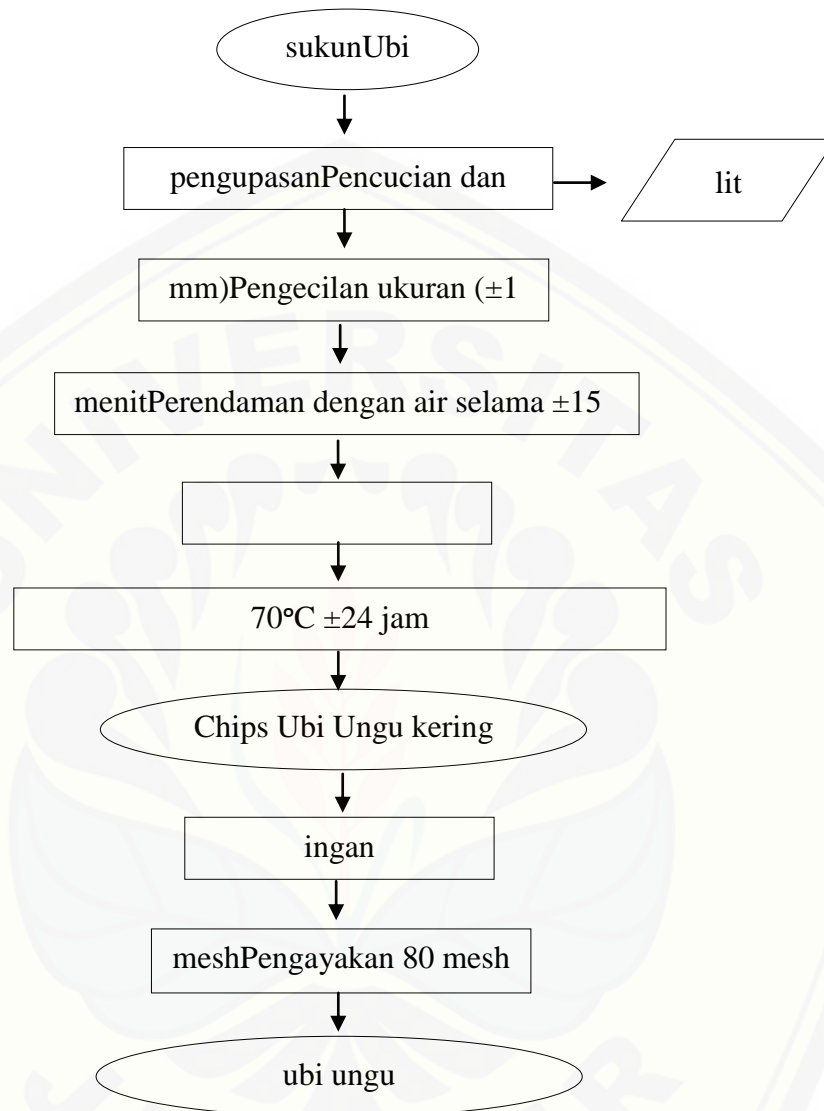 sukunUbi
pengupasanPencucian dan
lit
mm)Pengecilan ukuran (±1
menitPerendaman dengan air selama ±15
70°C ±24 jam
Chips Ubi Ungu kering
ingan
meshPengayakan 80 mesh
ubi ungu
UNIVERSITAS